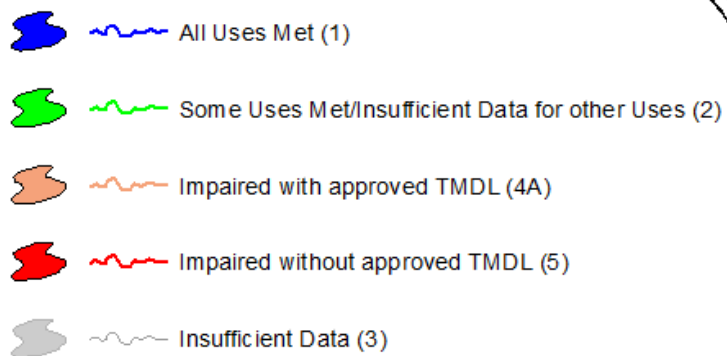 All Uses Met (1)
Some Uses Met/Insufficient Data for other Uses (2)
Impaired with approved TMDL (4A)
Impaired without approved TMDL (5)
Insufficient Data (3)